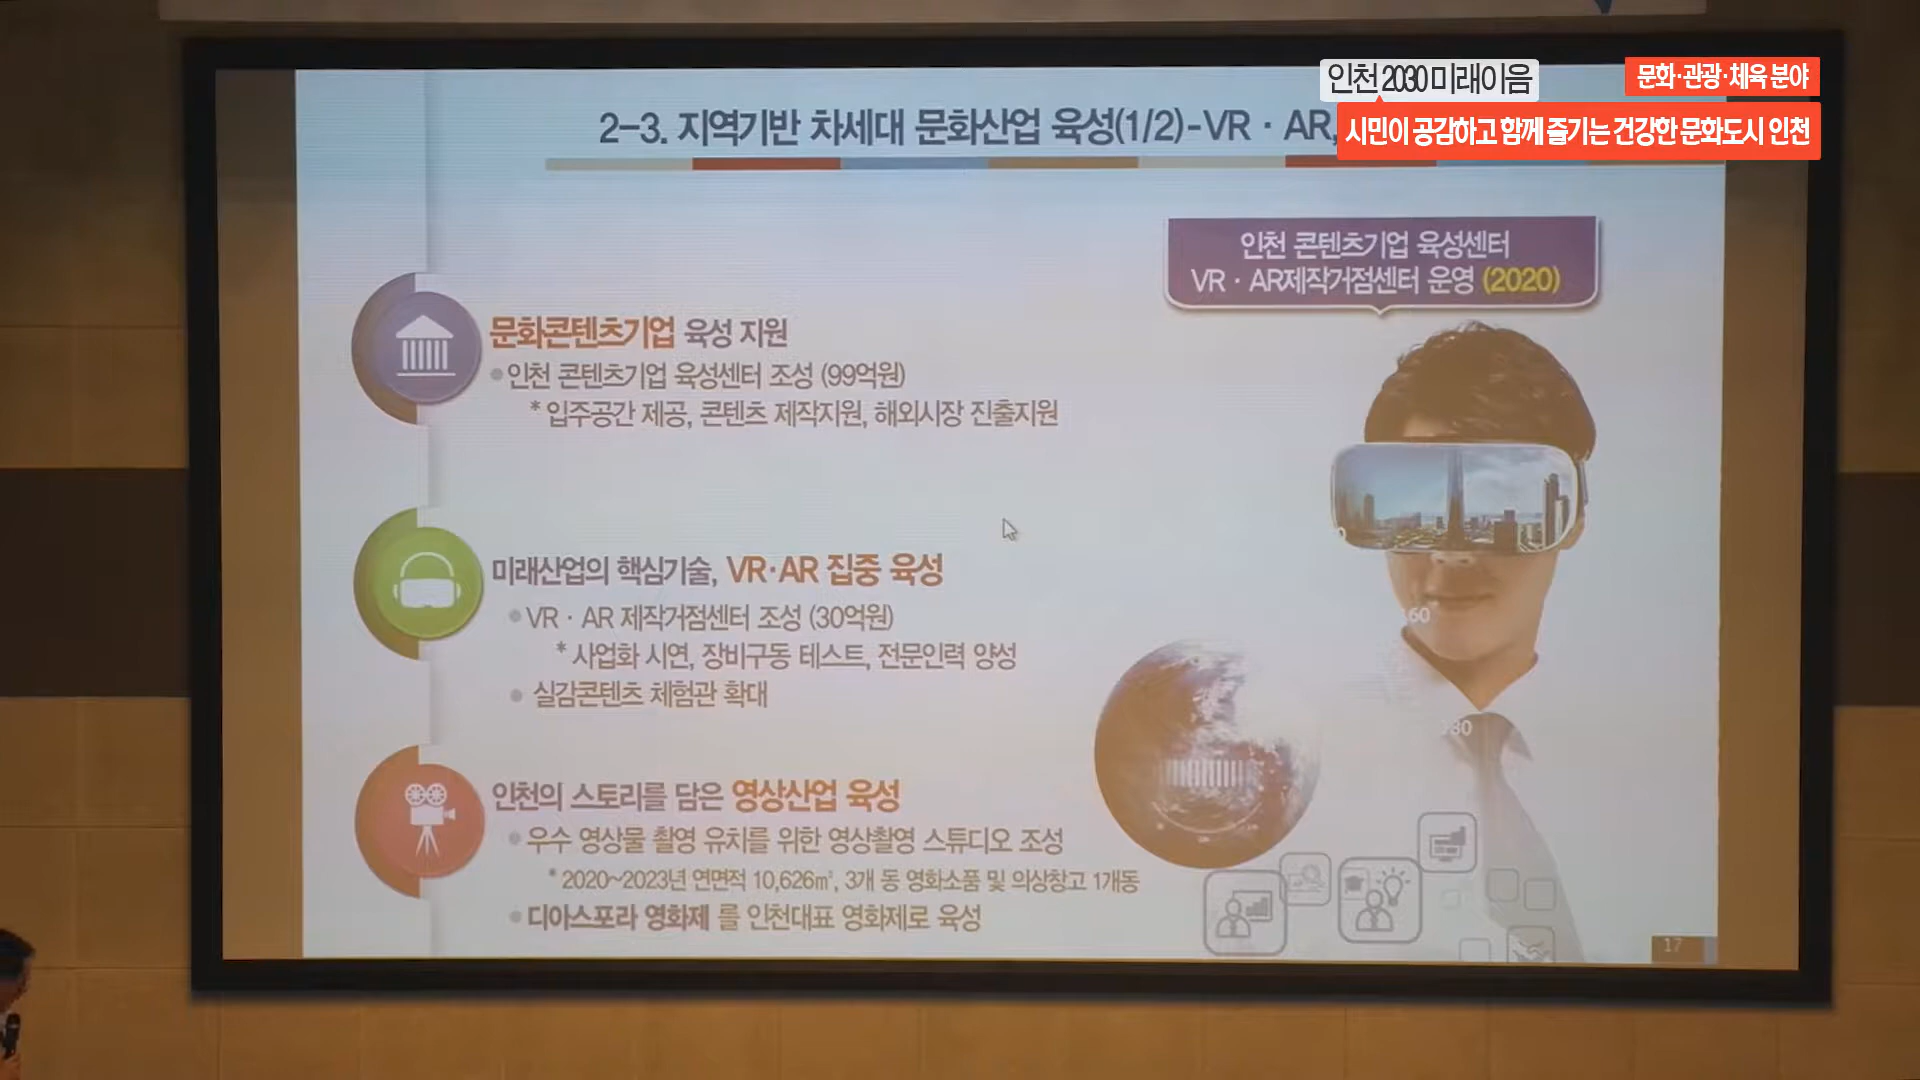 인천 2030 미래이음
문화·관광·체육 분야
시민이 공감하고 함께 즐기는 건강한 문화도시 인천
2-3. 지역기반 차세대 문화산업 육성(1/2)-VR · AR,
인천 콘텐츠기업 육성센터
VR · AR제작거점센터 운영 (2020)
문화콘텐츠기업 육성 지원
•인천 콘텐츠기업 육성센터 조성 (99억원)
* 입주공간 제공, 콘텐츠 제작지원, 해외시장 진출지원
미래산업의 핵심기술, VR·AR 집중 육성
•VR · AR 제작거점센터 조성 (30억원)
* 사업화 시연, 장비구동 테스트, 전문인력 양성
• 실감콘텐츠 체험관 확대
60
30
인천의 스토리를 담은 영상산업 육성
•우수 영상물 촬영 유치를 위한 영상촬영 스튜디오 조성
* 2020~2023년 연면적 10,626㎡, 3개 동 영화소품 및 의상창고 1개동
•디아스포라 영화제 를 인천대표 영화제로 육성
17